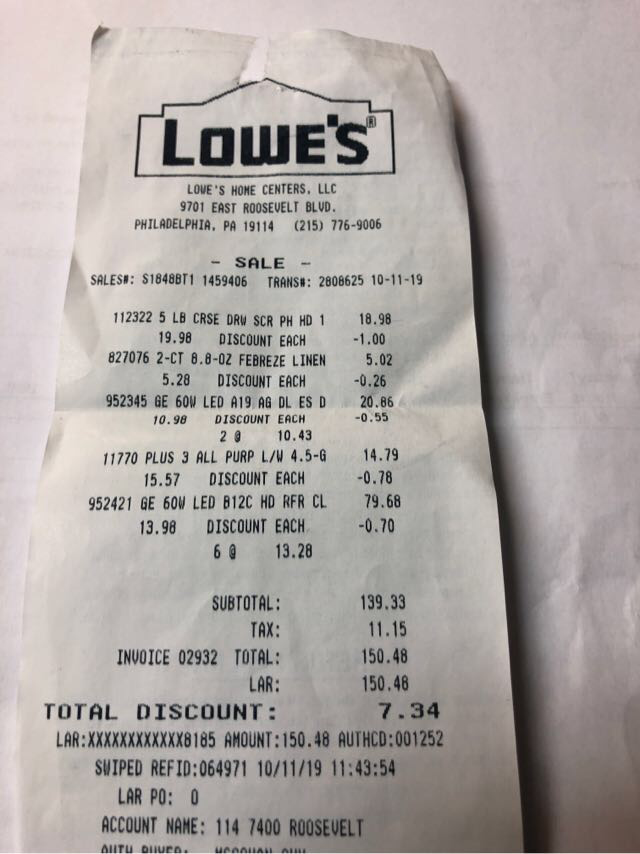 LOWE'S®
LOWE'S HOME CENTERS, LLC
9701 EAST ROOSEVELT BLVD.
PHILADELPHIA, PA 19114 (215) 776-9006
- SALE -
SALES#: S1848BT1 1459406 TRANS#: 2808625 10-11-19
112322 5 LB CRSE DRW SCR PH HD 1 18.98
19.98 DISCOUNT EACH -1.00
827076 2-CT 8.8-OZ FEBREZE LINEN 5.02
5.28 DISCOUNT EACH -0.26
952345 GE 60W LED A19 AG DL ES D 20.86
10.98 DISCOUNT EACH -0.55
2 @ 10.43
11770 PLUS 3 ALL PURP L/W 4.5-G 14.79
15.57 DISCOUNT EACH -0.78
952421 GE 60W LED B12C HD RFR CL 79.68
13.98 DISCOUNT EACH -0.70
6 @ 13.28
SUBTOTAL: 139.33
TAX: 11.15
INVOICE 02932 TOTAL: 150.48
LAR: 150.48
TOTAL DISCOUNT: 7.34
LAR:XXXXXXXXXXXX8185 AMOUNT:150.48 AUTHCD:001252
SWIPED REFID:064971 10/11/19 11:43:54
LAR PO: 0
ACCOUNT NAME: 114 7400 ROOSEVELT
AUTH BUYER: